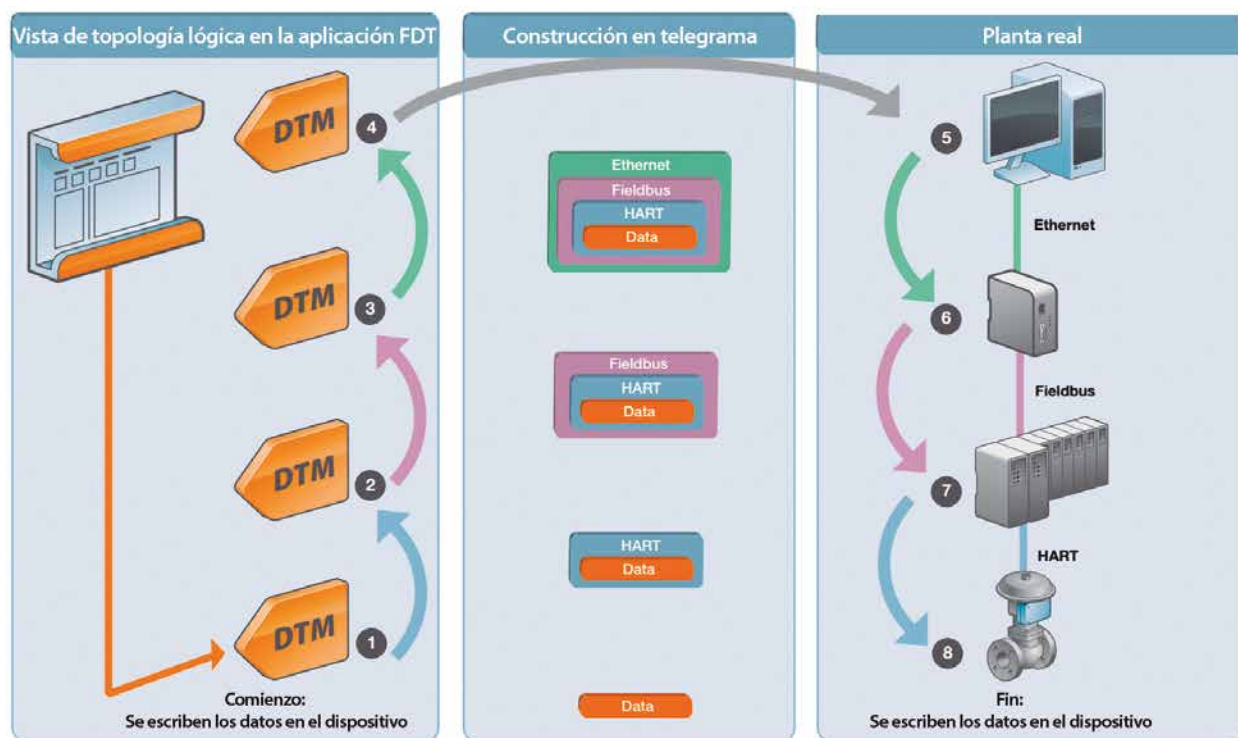 Vista de topología lógica en la aplicación FDT
DTM
4
DTM
3
DTM
2
DTM
1
Comienzo:
Se escriben los datos en el dispositivo
Construcción en telegrama
Ethernet
Fieldbus
HART
Data
Fieldbus
HART
Data
HART
Data
Data
Planta real
5
Ethernet
6
Fieldbus
7
HART
8
Fin:
Se escriben los datos en el dispositivo